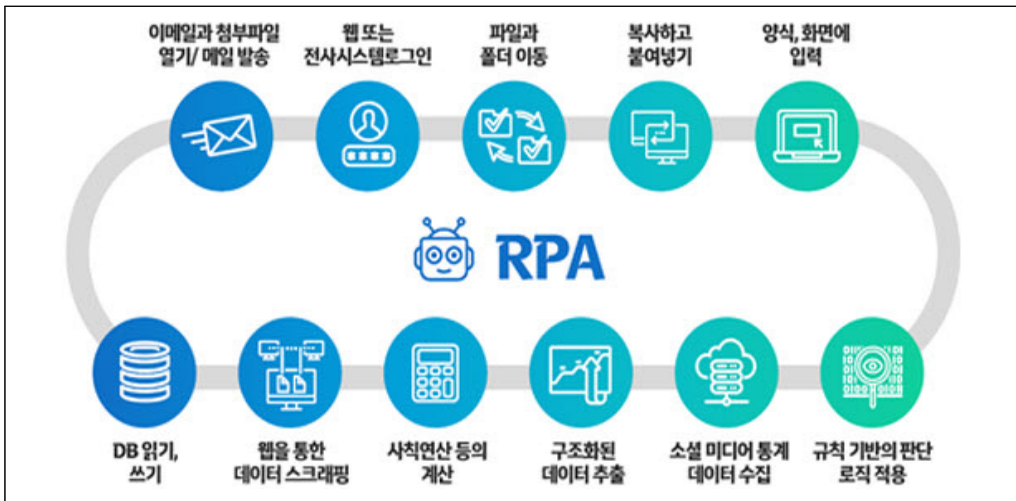 이메일과 첨부파일
열기/ 메일 발송
웹 또는
전사시스템로그인
파일과
폴더 이동
복사하고
붙여넣기
양식, 화면에
입력
RPA
DB 읽기,
쓰기
웹을 통한
데이터 스크래핑
사칙연산 등의
계산
구조화된
데이터 추출
소셜 미디어 통계
데이터 수집
규칙 기반의 판단
로직 적용